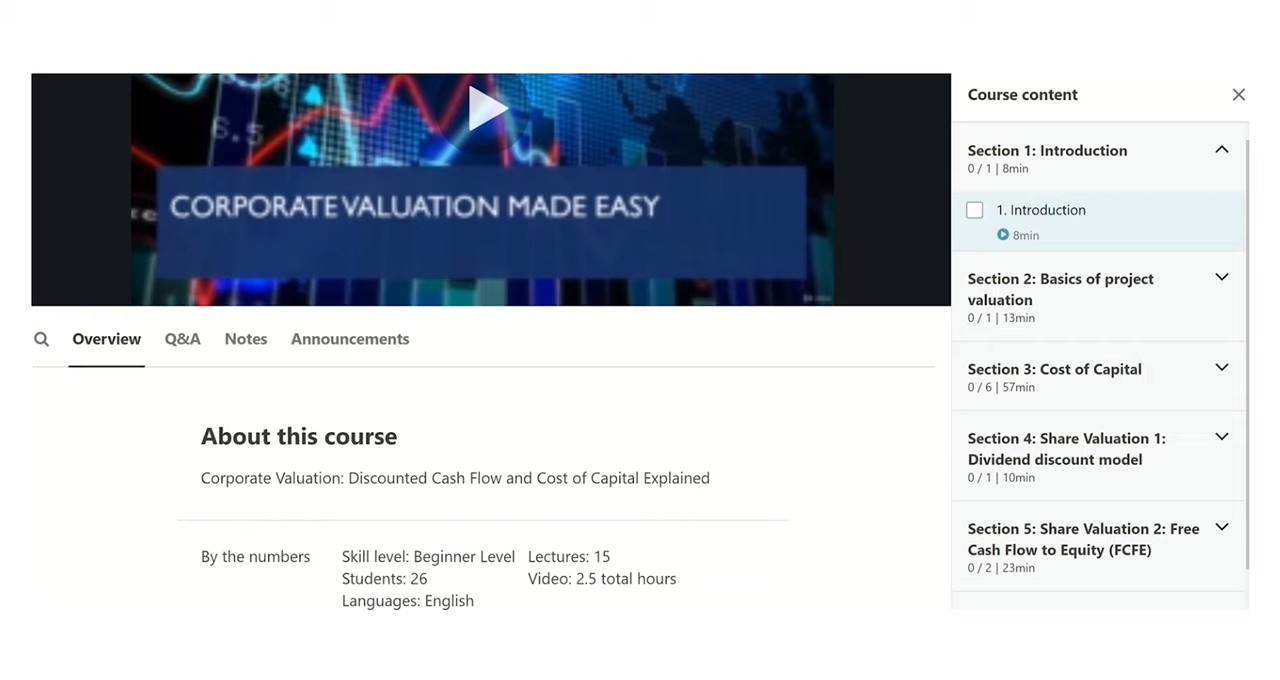 6.5
CORPORATE VALUATION MADE EASY
Overview Q&A Notes Announcements
About this course
Corporate Valuation: Discounted Cash Flow and Cost of Capital Explained
By the numbers
Skill level: Beginner Level
Students: 26
Languages: English
Lectures: 15
Video: 2.5 total hours
Course content
Section 1: Introduction
0 / 1 | 8min
1. Introduction
8min
Section 2: Basics of project
valuation
0 / 1 | 13min
Section 3: Cost of Capital
0 / 6 | 57min
Section 4: Share Valuation 1:
Dividend discount model
0 / 1 | 10min
Section 5: Share Valuation 2: Free
Cash Flow to Equity (FCFE)
0 / 2 | 23min